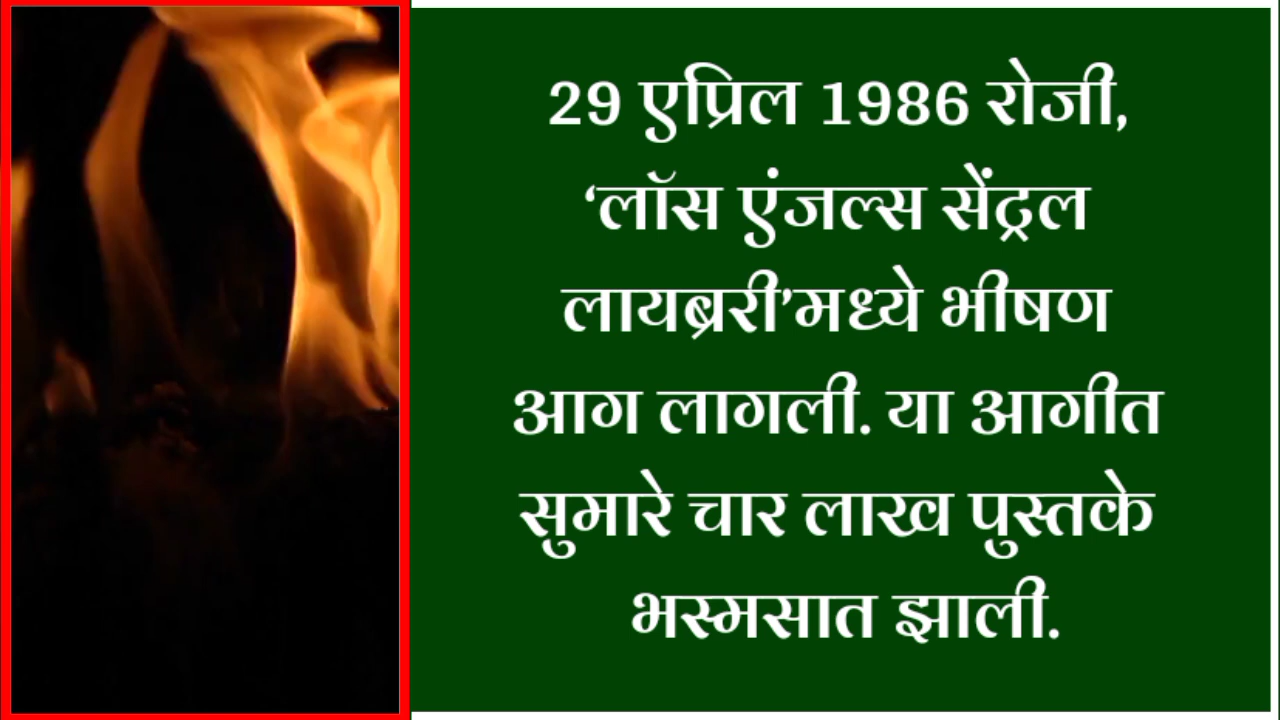 29 एप्रिल 1986 रोजी,
‘लॉस एंजल्स सेंट्रल
लायब्ररी’मध्ये भीषण
आग लागली. या आगीत
सुमारे चार लाख पुस्तके
भस्मसात झाली.